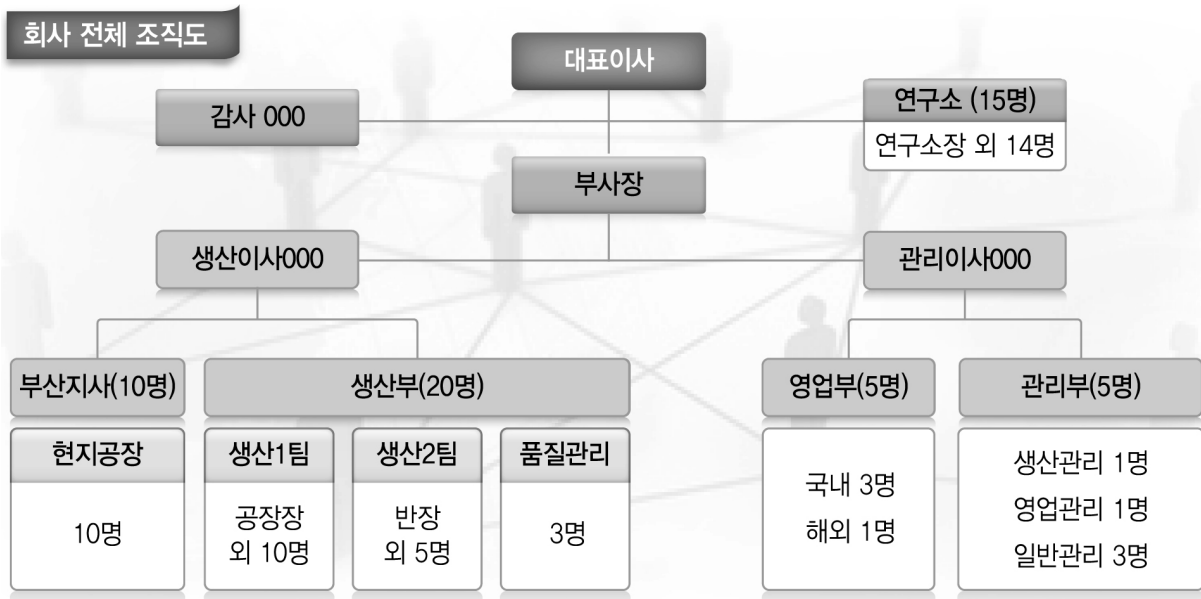 회사 전체 조직도
대표이사
감사 000
연구소 (15명)
연구소장 외 14명
부사장
생산이사000
관리이사000
부산지사(10명)
생산부(20명)
영업부(5명)
관리부(5명)
현지공장
10명
생산1팀
공장장
외 10명
생산2팀
반장
외 5명
품질관리
3명
국내 3명
해외 1명
생산관리 1명
영업관리 1명
일반관리 3명